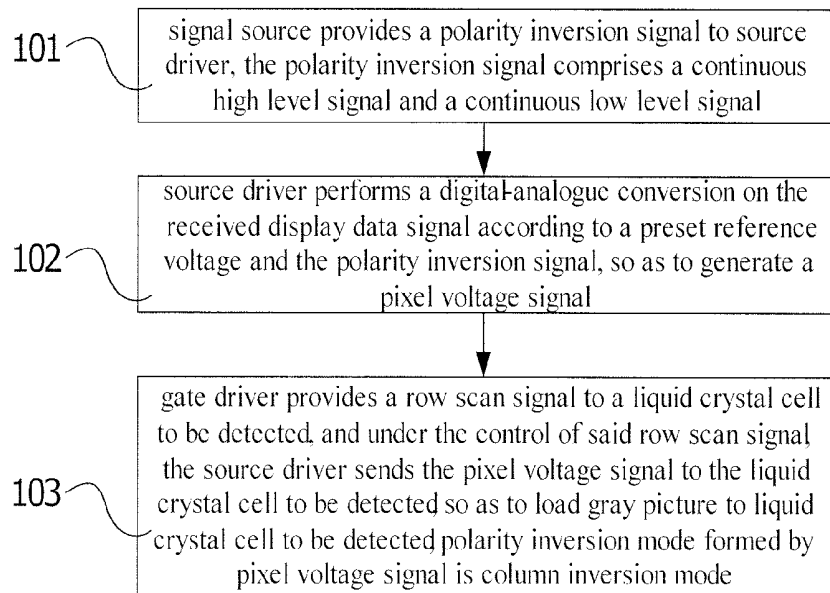 101
signal source provides a polarity inversion signal to source
driver, the polarity inversion signal comprises a continuous
high level signal and a continuous low level signal
102
source driver performs a digital-analogue conversion on the
received display data signal according to a preset reference
voltage and the polarity inversion signal, so as to generate a
pixel voltage signal
103
gate driver provides a row scan signal to a liquid crystal cell
to be detected, and under the control of said row scan signal,
the source driver sends the pixel voltage signal to the liquid
crystal cell to be detected, so as to load gray picture to liquid
crystal cell to be detected, polarity inversion mode formed by
pixel voltage signal is column inversion mode